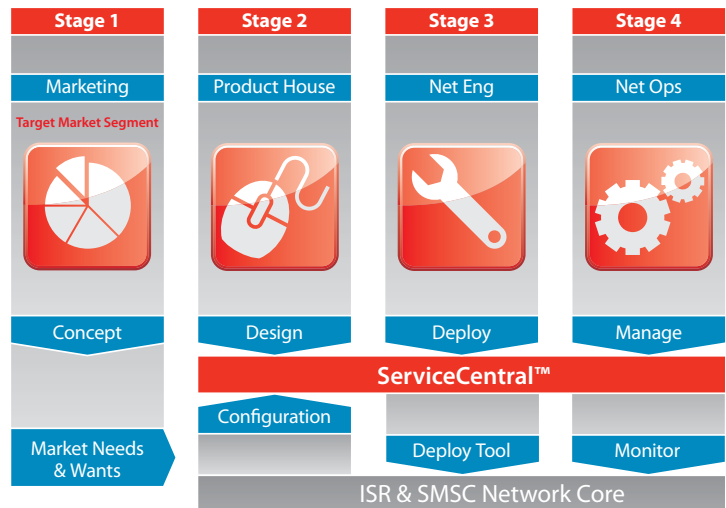 Stage 1
Stage 2
Stage 3
Stage 4
Marketing
Product House
Net Eng
Net Ops
Target Market Segment
Concept
Design
Deploy
Manage
ServiceCentral™
Configuration
Market Needs
& Wants
Deploy Tool
Monitor
ISR & SMSC Network Core